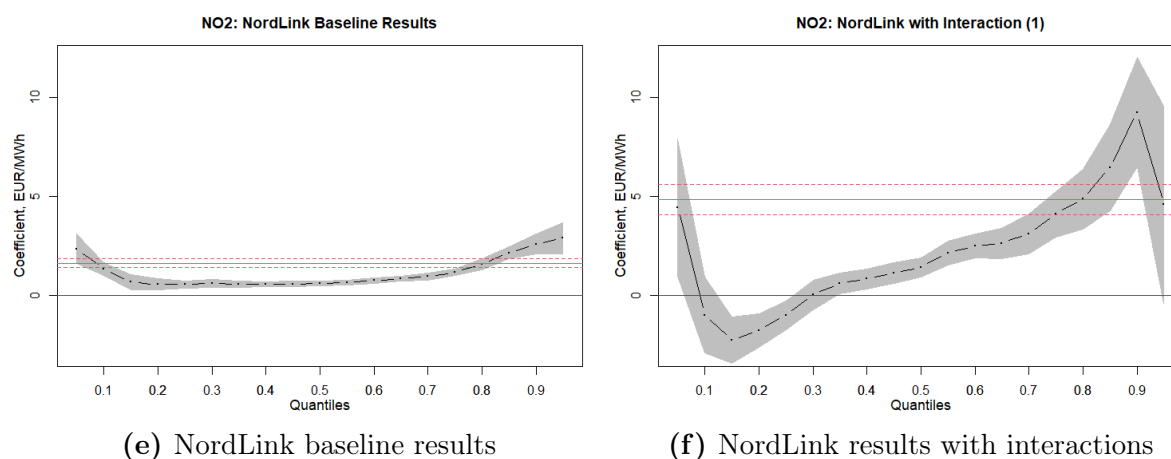 NO2: NordLink Baseline Results
Coefficient, EUR/MWh
10
5
0
0.1 0.2 0.3 0.4 0.5 0.6 0.7 0.8 0.9
Quantiles
(e) NordLink baseline results
NO2: NordLink with Interaction (1)
Coefficient, EUR/MWh
10
5
0
0.1 0.2 0.3 0.4 0.5 0.6 0.7 0.8 0.9
Quantiles
(f) NordLink results with interactions